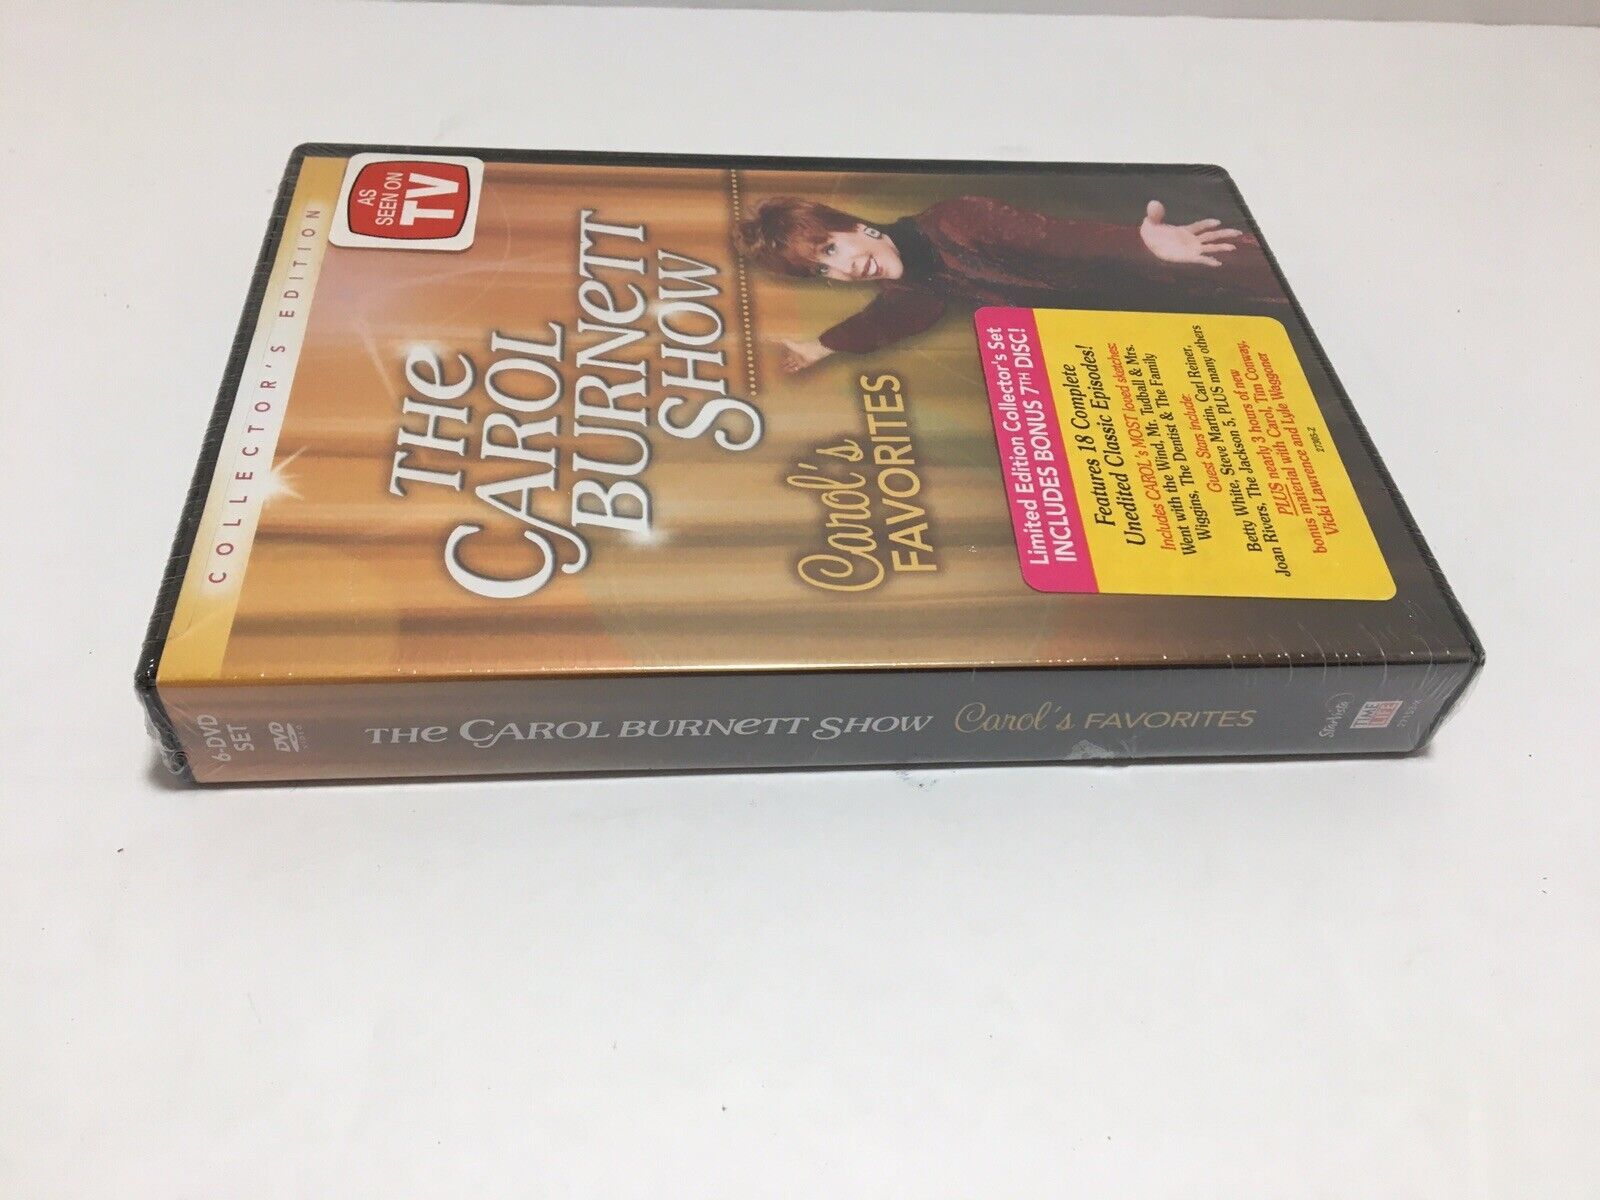 COLLECTOR'S EDITION
AS
SEEN ON
TV
THE
CAROL
BURNETT
SHOW
Carol's
FAVORITES
Limited Edition Collector's Set
INCLUDES BONUS 7TH DISC!
Features 18 Complete
Unedited Classic Episodes!
Includes CAROL's MOST loved sketches:
Went with the Wind, Mr. Tudball & Mrs.
Wiggins, The Dentist & The Family
Guest Stars include:
Betty White, Steve Martin, Carl Reiner,
Joan Rivers, The Jackson 5, PLUS many others
PLUS nearly 3 hours of new
bonus material with Carol, Tim Conway,
Vicki Lawrence and Lyle Waggoner
27305-Z
6-DVD
SET
DVD
VIDEO
THE CAROL BURNETT SHOW Carol's FAVORITES
StarVista
TIME
LIFE